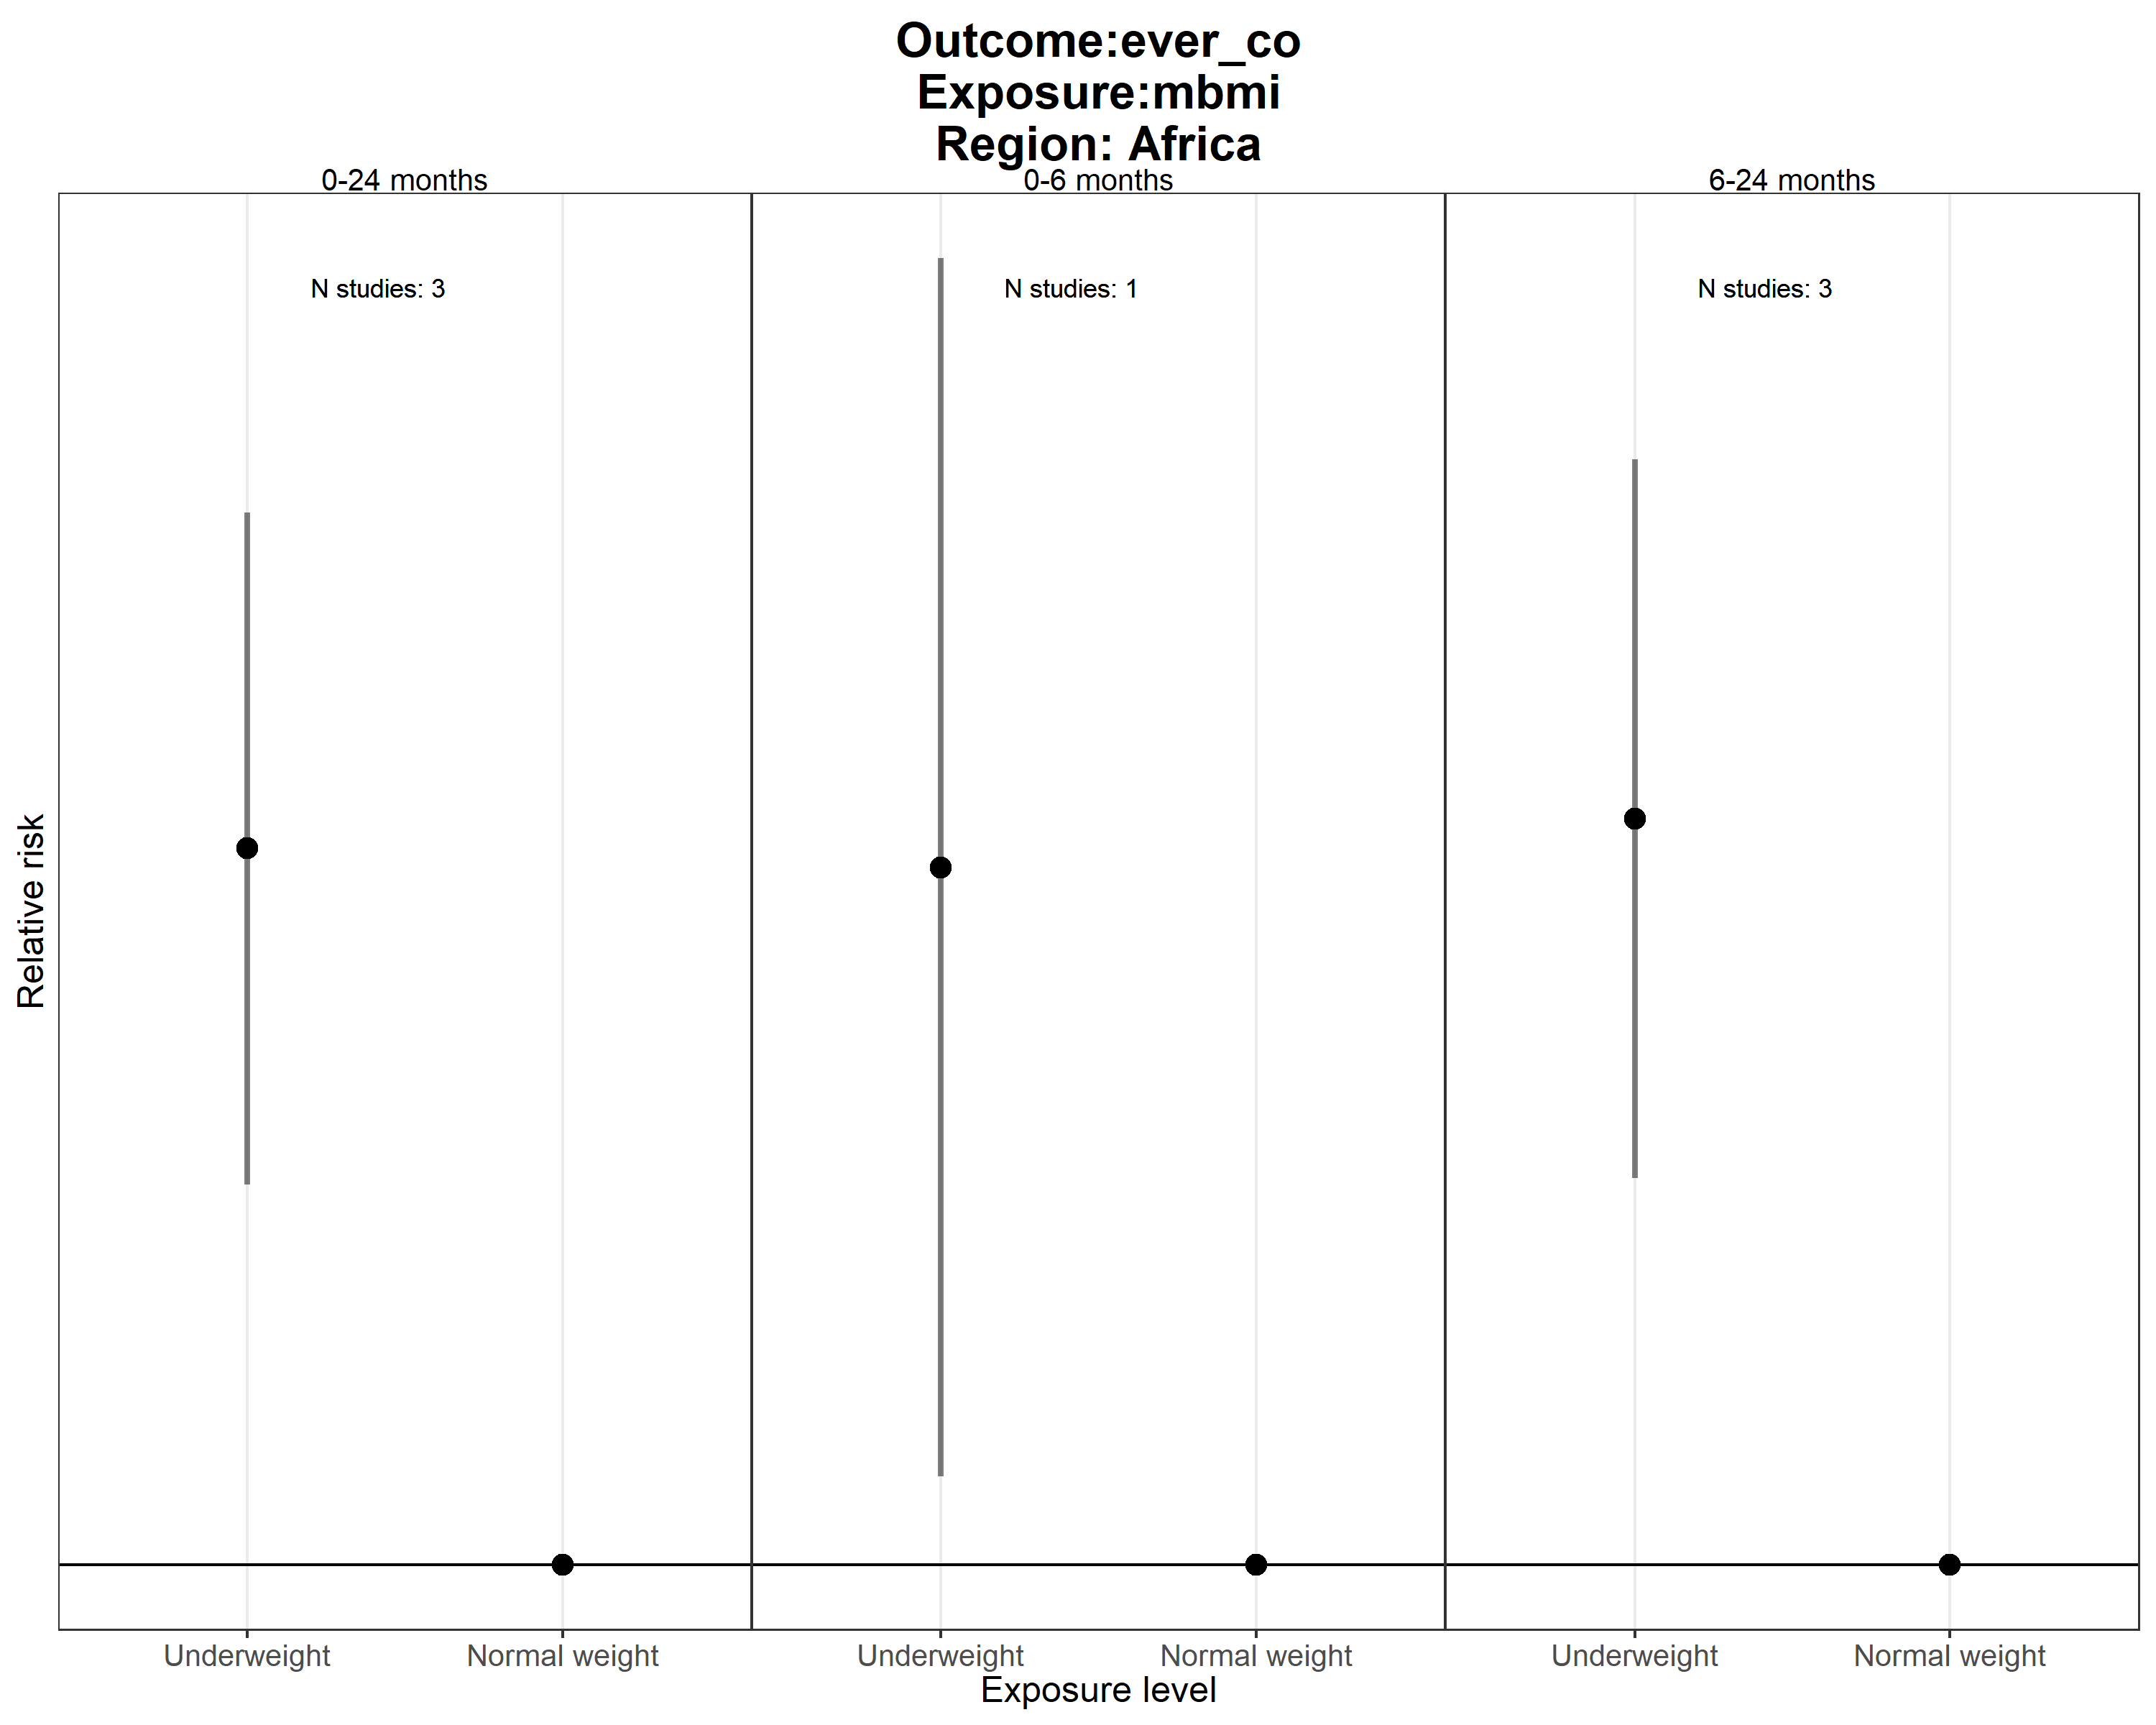 Outcome:ever_co
Exposure:mbmi
Region: Africa
0-24 months
0-6 months
6-24 months
N studies: 3
N studies: 1
N studies: 3
Relative risk
Underweight
Normal weight
Underweight
Normal weight
Underweight
Normal weight
Exposure level